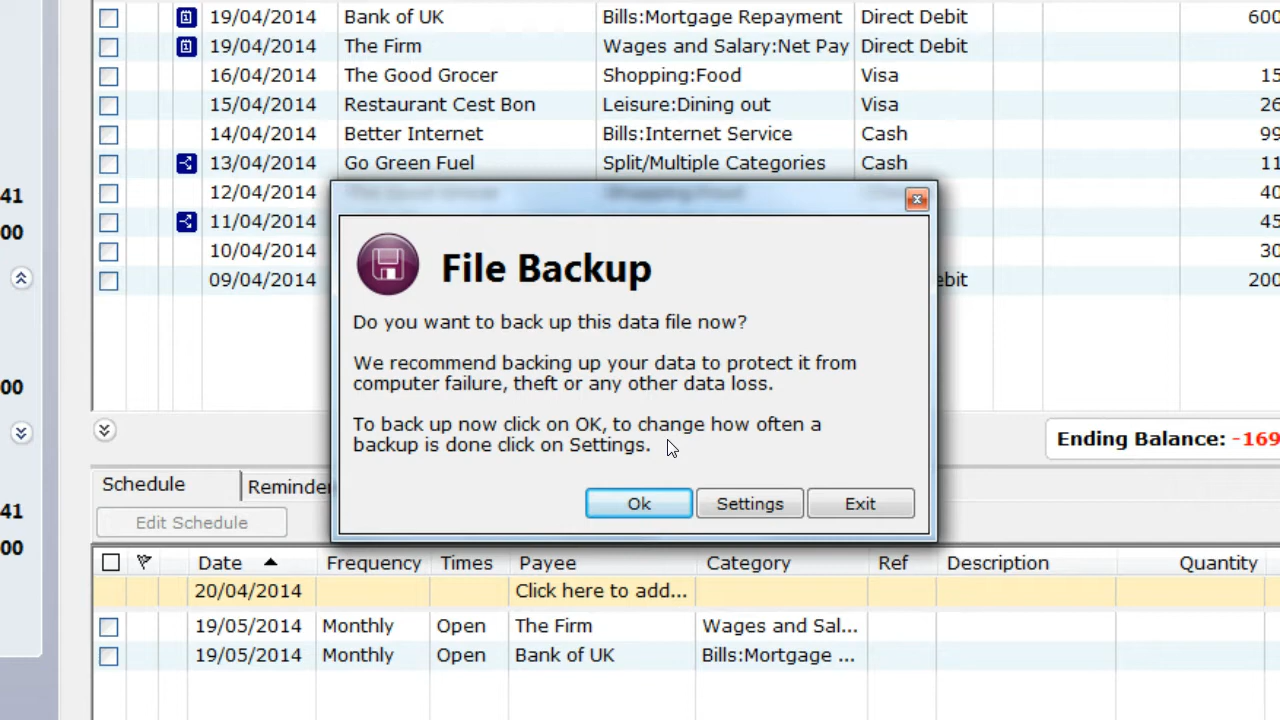 19/04/2014 Bank of UK Bills:Mortgage Repayment Direct Debit 600
19/04/2014 The Firm Wages and Salary:Net Pay Direct Debit
16/04/2014 The Good Grocer Shopping:Food Visa 15
15/04/2014 Restaurant Cest Bon Leisure:Dining out Visa 26
14/04/2014 Better Internet Bills:Internet Service Cash 99
13/04/2014 Go Green Fuel Split/Multiple Categories Cash 11
12/04/2014 40
41
11/04/2014 45
00
10/04/2014 30
09/04/2014 ebit 200
File Backup
Do you want to back up this data file now?
We recommend backing up your data to protect it from
computer failure, theft or any other data loss.
To back up now click on OK, to change how often a
backup is done click on Settings.
Ok Settings Exit
00
Ending Balance: -169
Schedule Reminder
41
Edit Schedule
00
Date Frequency Times Payee Category Ref Description Quantity
20/04/2014 Click here to add...
19/05/2014 Monthly Open The Firm Wages and Sal...
19/05/2014 Monthly Open Bank of UK Bills:Mortgage ...